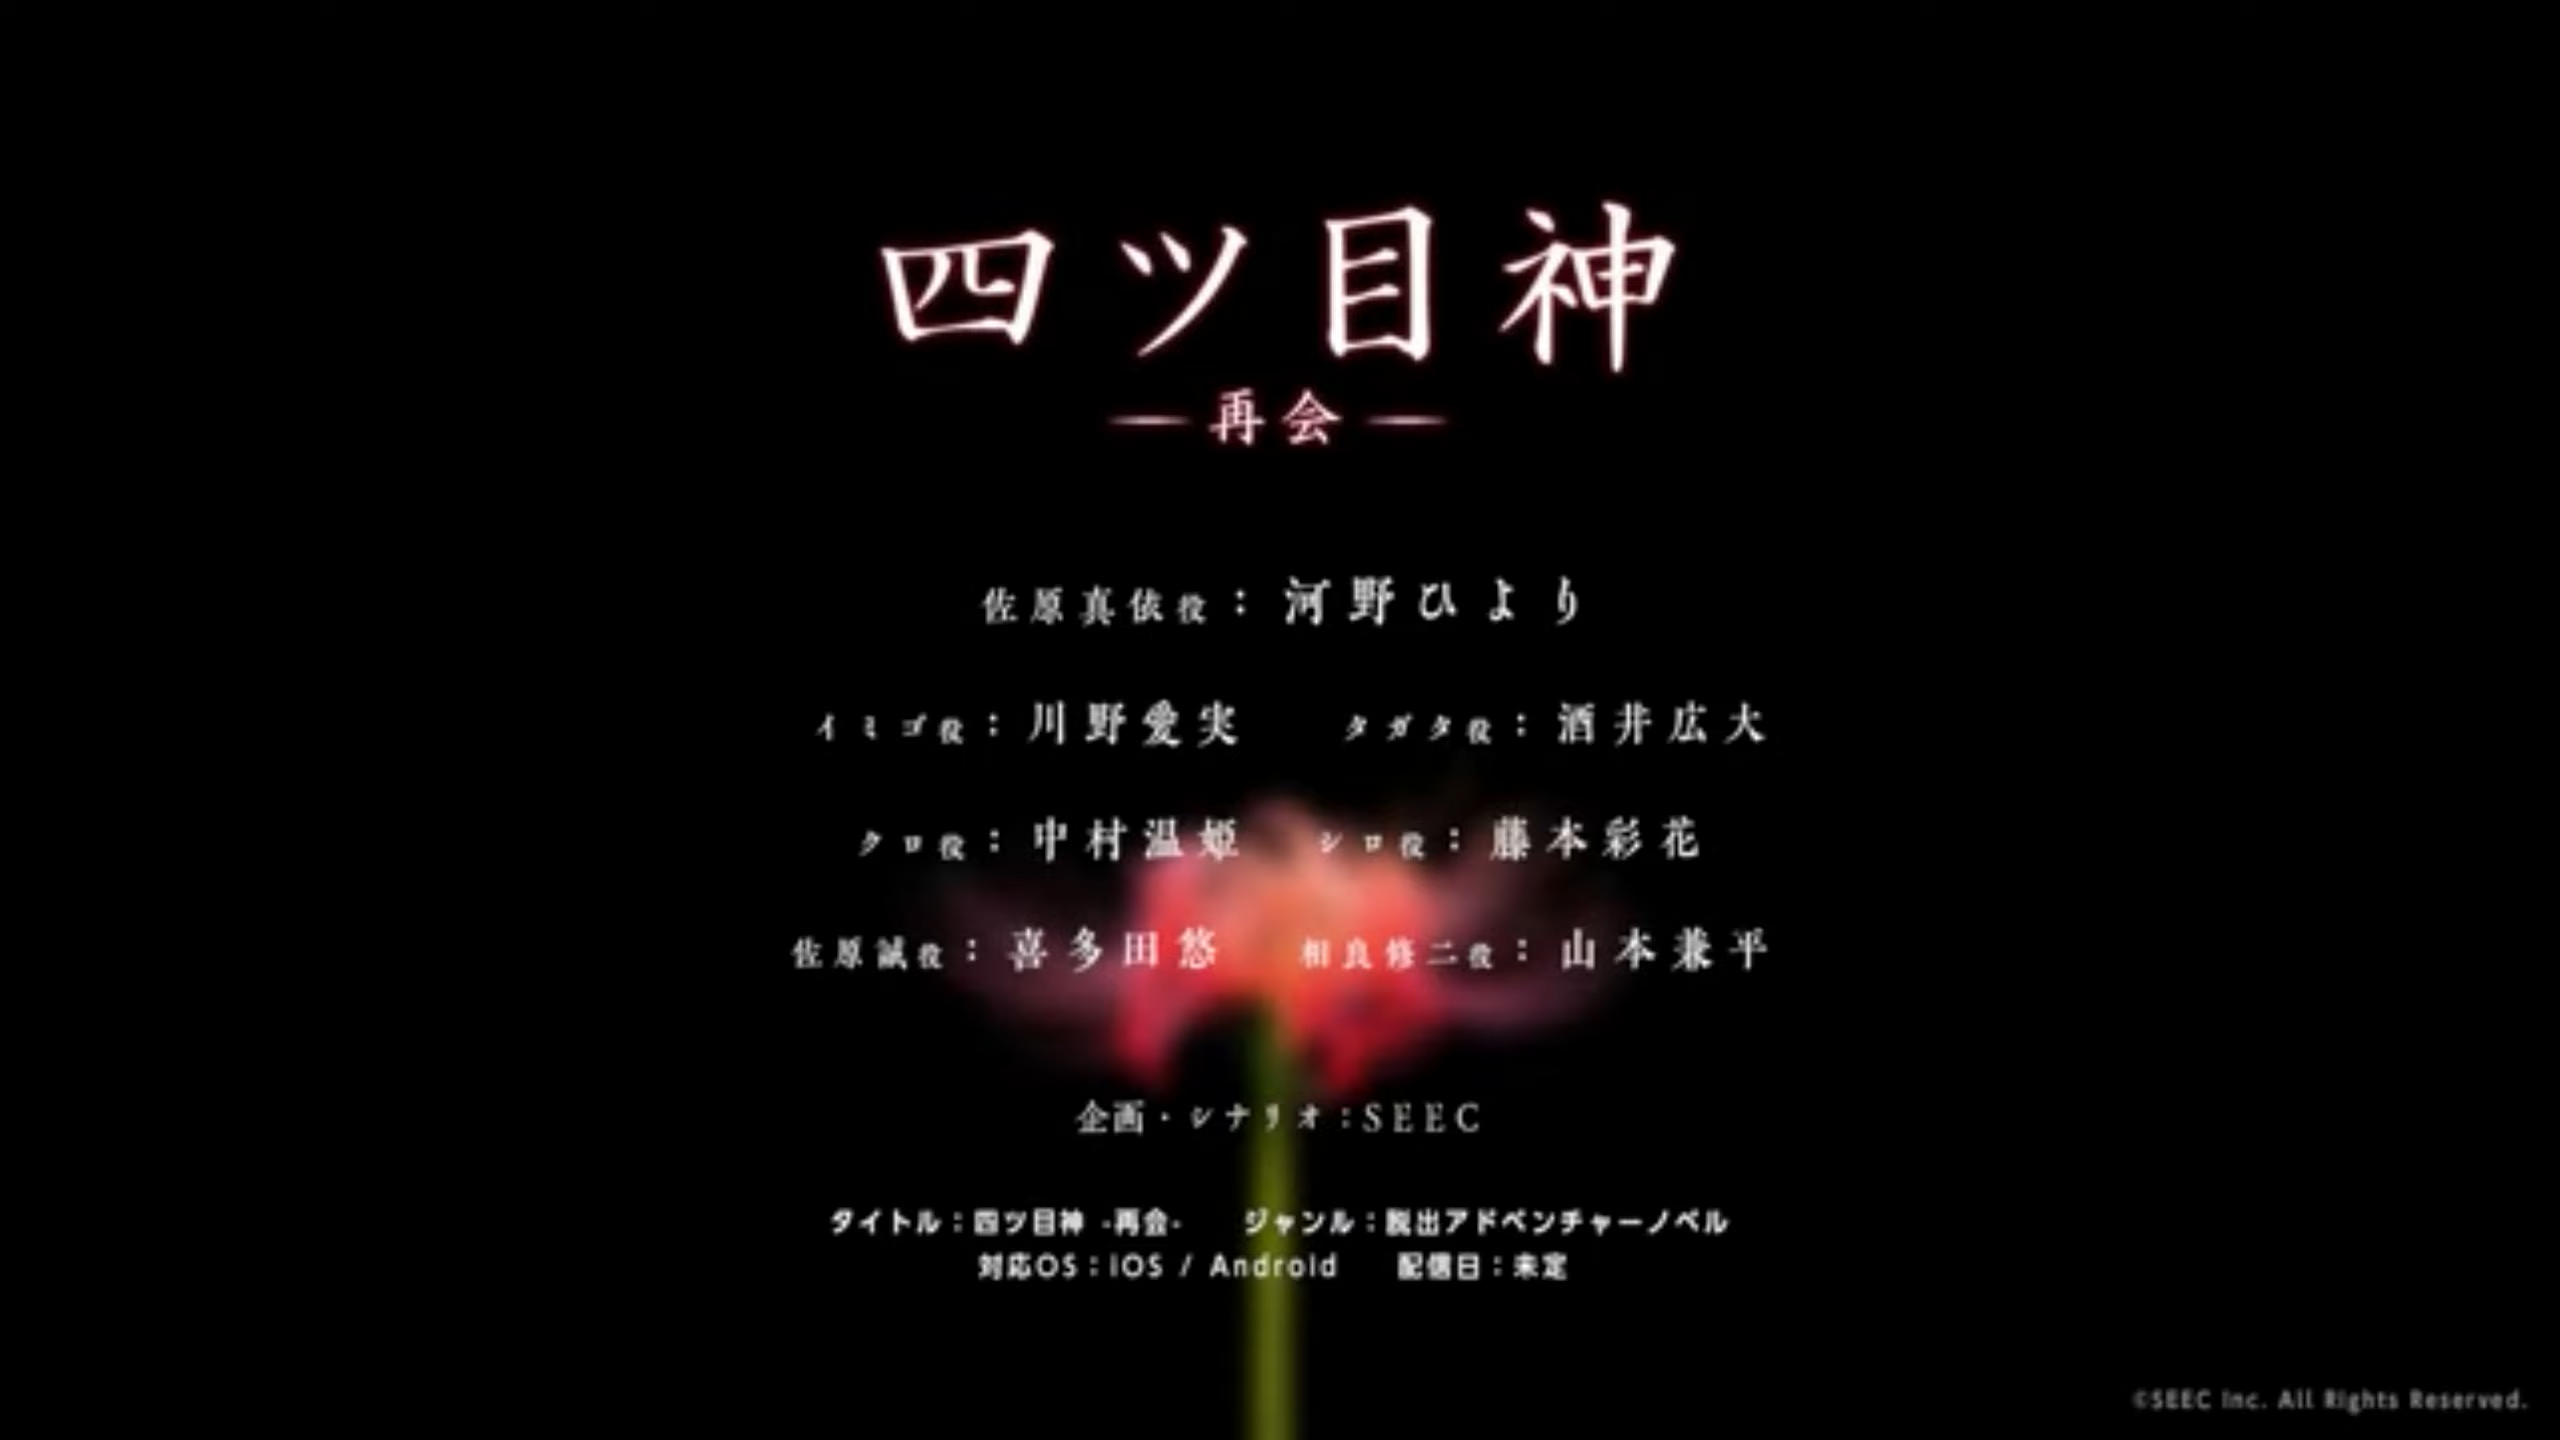 四ツ目神
― 再会 ―
佐原真依役：河野ひより
イミゴ役：川野愛実　タガタ役：酒井広大
クロ役：中村温姫　シロ役：藤本彩花
佐原誠役：喜多田悠　相良修二役：山本兼平
企画・シナリオ：SEEC
タイトル：四ツ目神 -再会-　ジャンル：脱出アドベンチャーノベル
対応OS：iOS / Android　配信日：未定
©SEEC Inc. All Rights Reserved.